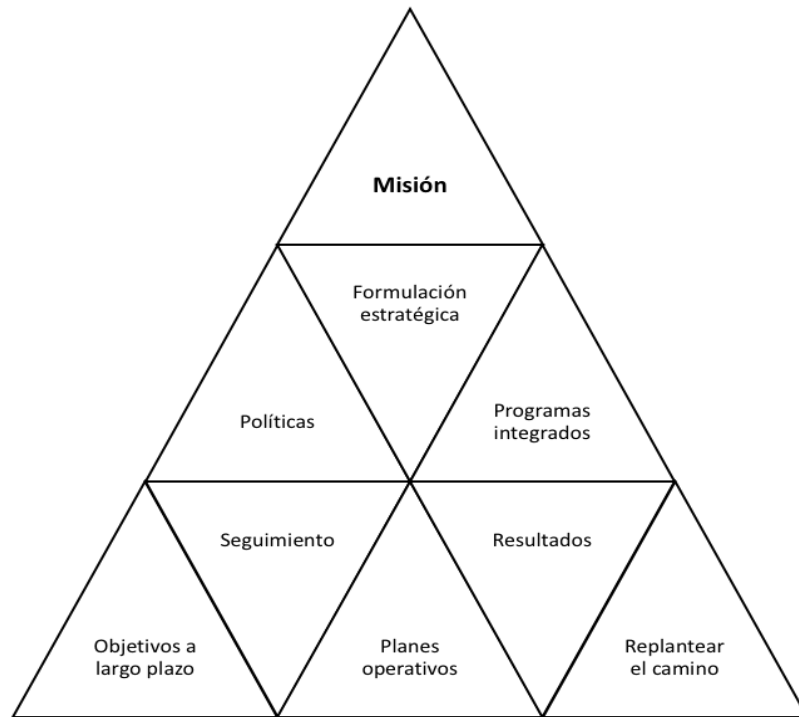 Misión
Formulación
estratégica
Políticas
Programas
integrados
Seguimiento
Resultados
Objetivos a
largo plazo
Planes
operativos
Replantear
el camino